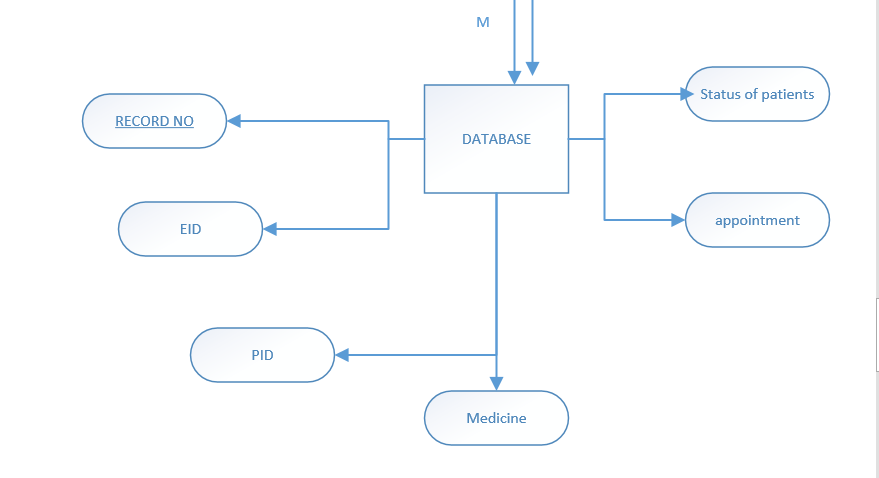 M
Status of patients
RECORD NO
DATABASE
appointment
EID
PID
Medicine